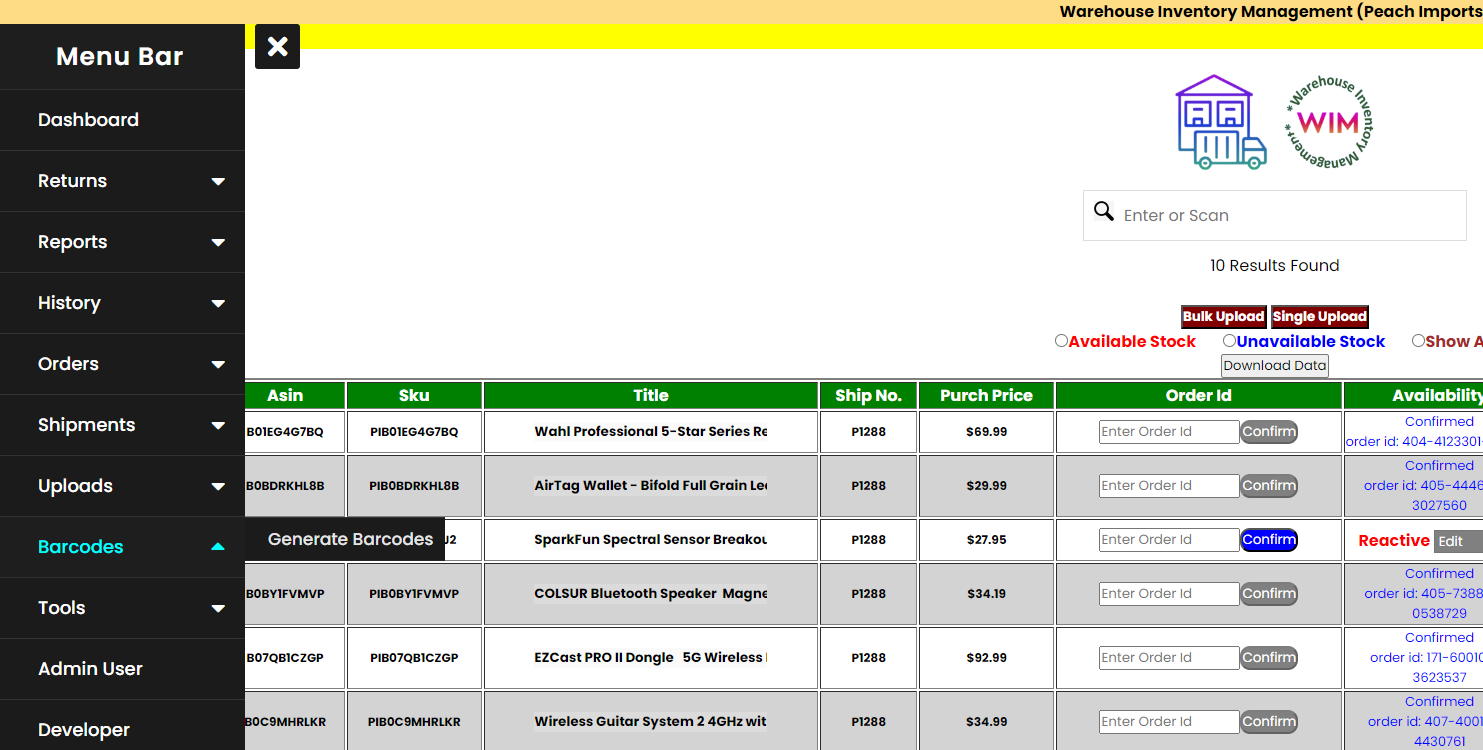 Warehouse Inventory Management (Peach Imports
Menu Bar
Dashboard
Returns
Reports
History
Orders
Shipments
Uploads
Barcodes
Generate Barcodes
Tools
Admin User
Developer
*Warehouse Inventory Management*
WIM
Enter or Scan
10 Results Found
Bulk Upload Single Upload
Available Stock Unavailable Stock Show A
Download Data
Asin Sku Title Ship No. Purch Price Order Id Availability
B01EG4G7BQ PIB01EG4G7BQ Wahl Professional 5-Star Series Re P1288 $69.99 Enter Order Id Confirm Confirmed
order id: 404-4123301-
B0BDRKHL8B PIB0BDRKHL8B AirTag Wallet - Bifold Full Grain Lea P1288 $29.99 Enter Order Id Confirm Confirmed
order id: 405-4446
3027560
J2 SparkFun Spectral Sensor Breakou P1288 $27.95 Enter Order Id Confirm Reactive Edit
B0BY1FVMVP PIB0BY1FVMVP COLSUR Bluetooth Speaker Magne P1288 $34.19 Enter Order Id Confirm Confirmed
order id: 405-7388
0538729
B07QB1CZGP PIB07QB1CZGP EZCast PRO II Dongle 5G Wireless P1288 $92.99 Enter Order Id Confirm Confirmed
order id: 171-60010
3623537
B0C9MHRLKR PIB0C9MHRLKR Wireless Guitar System 2 4GHz wit P1288 $34.99 Enter Order Id Confirm Confirmed
order id: 407-4001
4430761